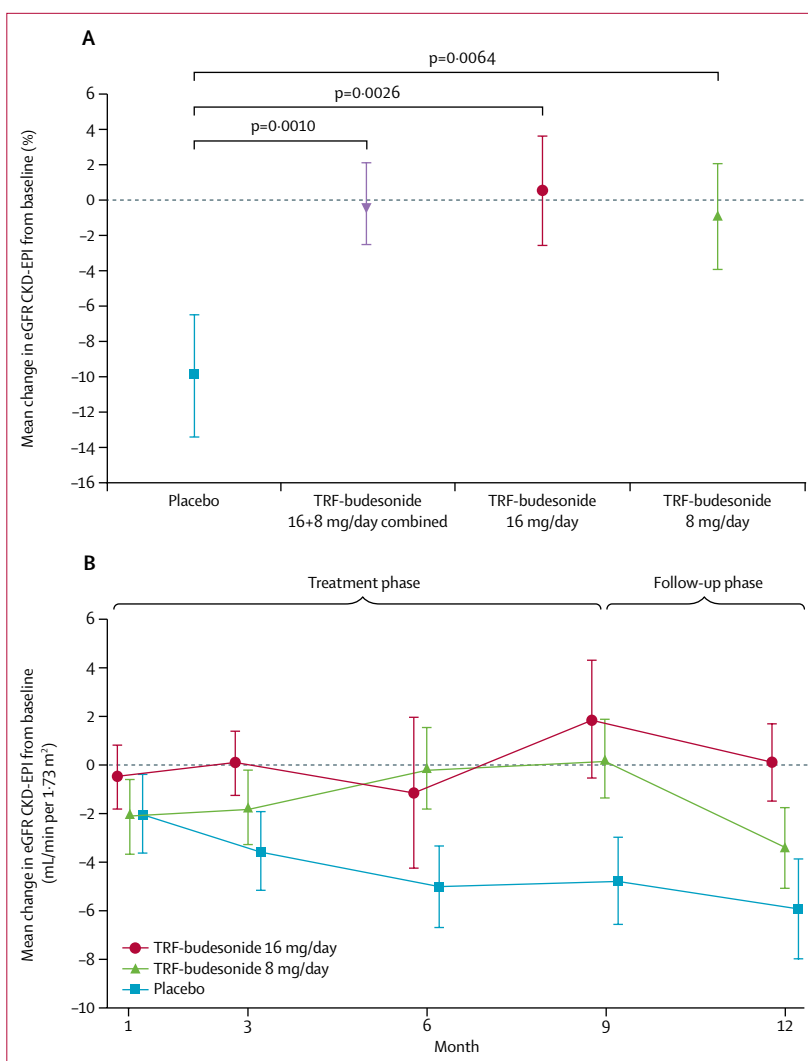 A
p=0·0064
p=0·0026
p=0·0010
Mean change in eGFR CKD-EPI from baseline (%)
6
4
2
0
–2
–4
–6
–8
–10
–12
–14
–16
Placebo
TRF-budesonide
16+8 mg/day combined
TRF-budesonide
16 mg/day
TRF-budesonide
8 mg/day
B
Treatment phase
Follow-up phase
Mean change in eGFR CKD-EPI from baseline
(mL/min per 1·73 m²)
6
4
2
0
–2
–4
–6
–8
–10
TRF-budesonide 16 mg/day
TRF-budesonide 8 mg/day
Placebo
1
3
6
9
12
Month